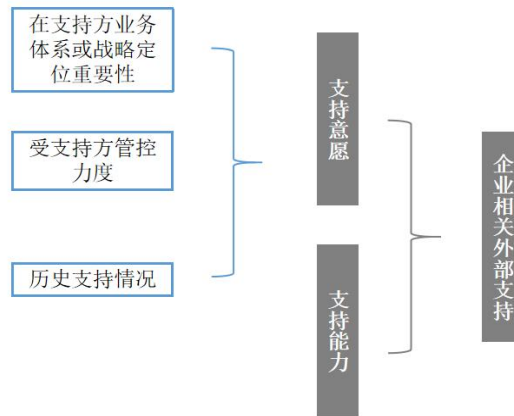 在支持方业务
体系或战略定
位重要性
受支持方管控
力度
历史支持情况
支持意愿
支持能力
企业相关外部支持